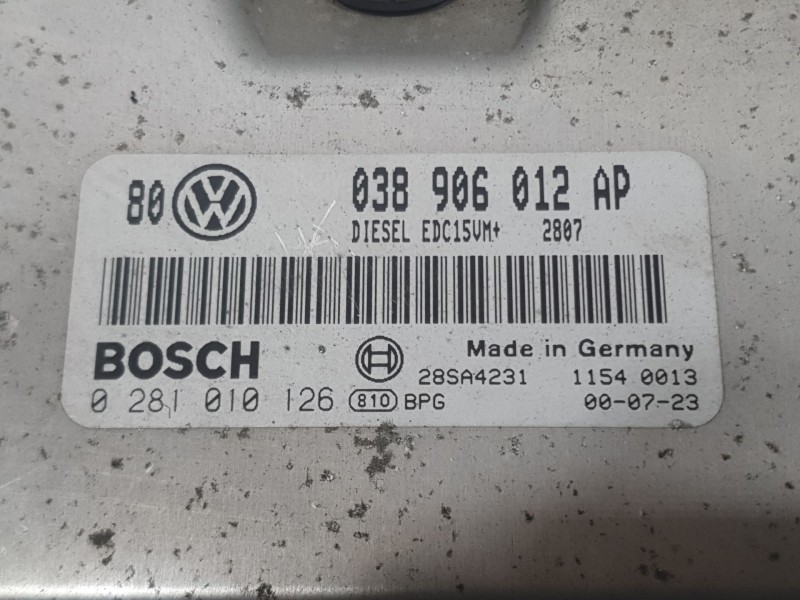 80 VW 038 906 012 AP
DIESEL EDC15VM+ 2807
BOSCH Made in Germany
28SA4231 1154 0013
0 281 010 126 810 BPG 00-07-23